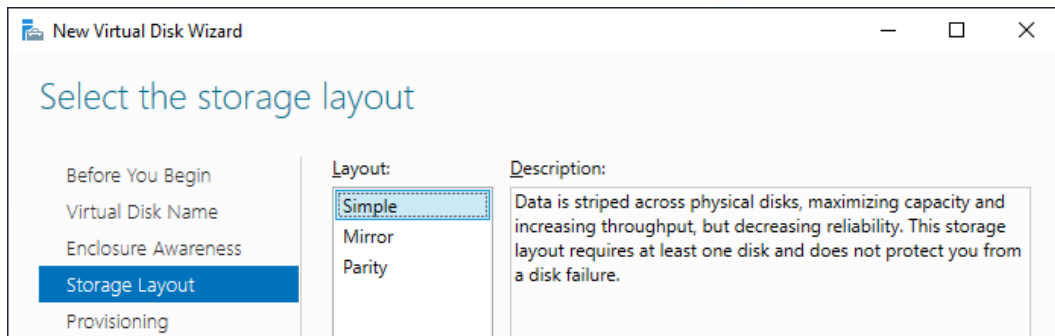 New Virtual Disk Wizard
Select the storage layout
Before You Begin
Virtual Disk Name
Enclosure Awareness
Storage Layout
Provisioning
Layout:
Simple
Mirror
Parity
Description:
Data is striped across physical disks, maximizing capacity and
increasing throughput, but decreasing reliability. This storage
layout requires at least one disk and does not protect you from
a disk failure.